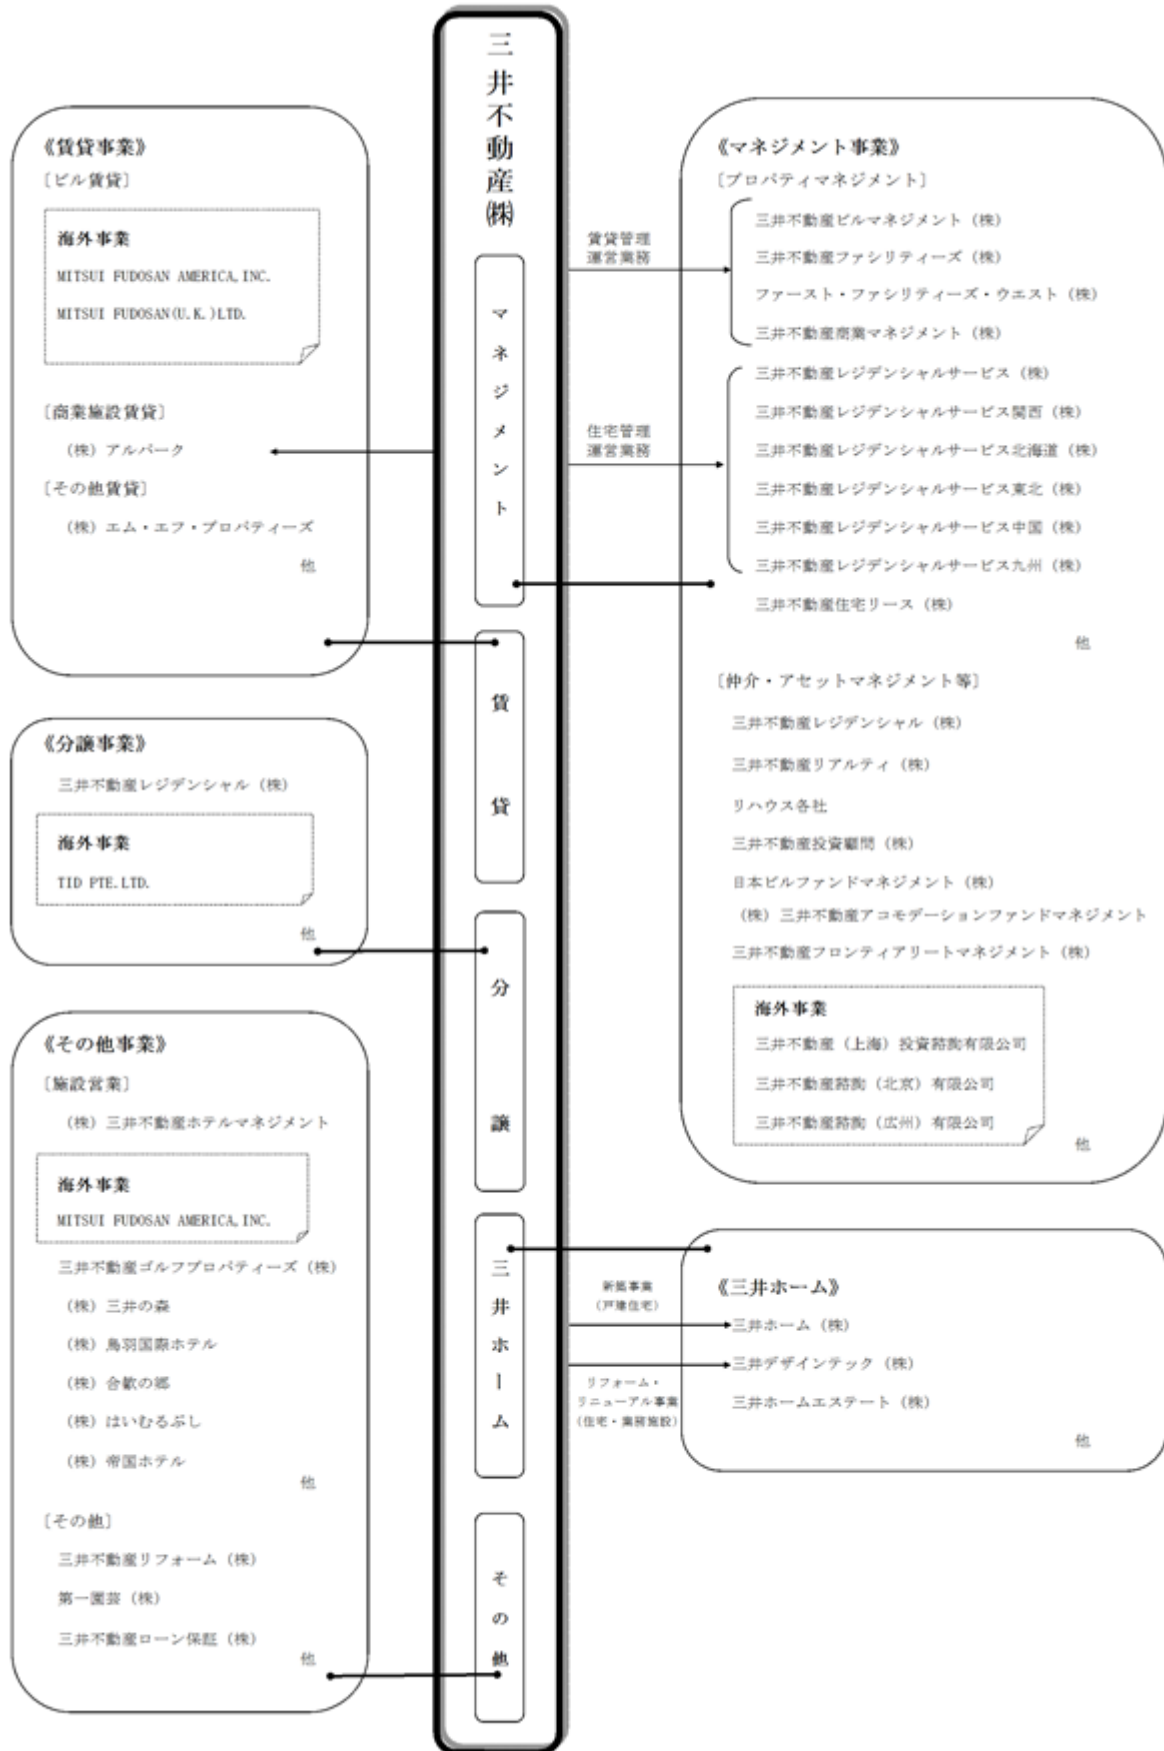 三井不動産㈱
マネジメント
賃貸
分譲
三井ホーム
その他
《賃貸事業》
〔ビル賃貸〕
海外事業
MITSUI FUDOSAN AMERICA,INC.
MITSUI FUDOSAN(U.K.)LTD.
〔商業施設賃貸〕
(株) アルパーク
〔その他賃貸〕
(株) エム・エフ・プロパティーズ
他
《分譲事業》
三井不動産レジデンシャル (株)
海外事業
TID PTE.LTD.
他
《その他事業》
〔施設営業〕
(株) 三井不動産ホテルマネジメント
海外事業
MITSUI FUDOSAN AMERICA,INC.
三井不動産ゴルフプロパティーズ (株)
(株) 三井の森
(株) 鳥羽国際ホテル
(株) 合歓の郷
(株) はいむるぶし
(株) 帝国ホテル
他
〔その他〕
三井不動産リフォーム (株)
第一園芸 (株)
三井不動産ローン保証 (株)
他
賃貸管理
運営業務
住宅管理
運営業務
《マネジメント事業》
〔プロパティマネジメント〕
三井不動産ビルマネジメント (株)
三井不動産ファシリティーズ (株)
ファースト・ファシリティーズ・ウエスト (株)
三井不動産商業マネジメント (株)
三井不動産レジデンシャルサービス (株)
三井不動産レジデンシャルサービス関西 (株)
三井不動産レジデンシャルサービス北海道 (株)
三井不動産レジデンシャルサービス東北 (株)
三井不動産レジデンシャルサービス中国 (株)
三井不動産レジデンシャルサービス九州 (株)
三井不動産住宅リース (株)
他
〔仲介・アセットマネジメント等〕
三井不動産レジデンシャル (株)
三井不動産リアルティ (株)
リハウス各社
三井不動産投資顧問 (株)
日本ビルファンドマネジメント (株)
(株) 三井不動産アコモデーションファンドマネジメント
三井不動産フロンティアリートマネジメント (株)
海外事業
三井不動産 (上海) 投資諮詢有限公司
三井不動産諮詢 (北京) 有限公司
三井不動産諮詢 (広州) 有限公司
他
新築事業
(戸建住宅)
リフォーム・
リニューアル事業
(住宅・業務施設)
《三井ホーム》
三井ホーム (株)
三井デザインテック (株)
三井ホームエステート (株)
他